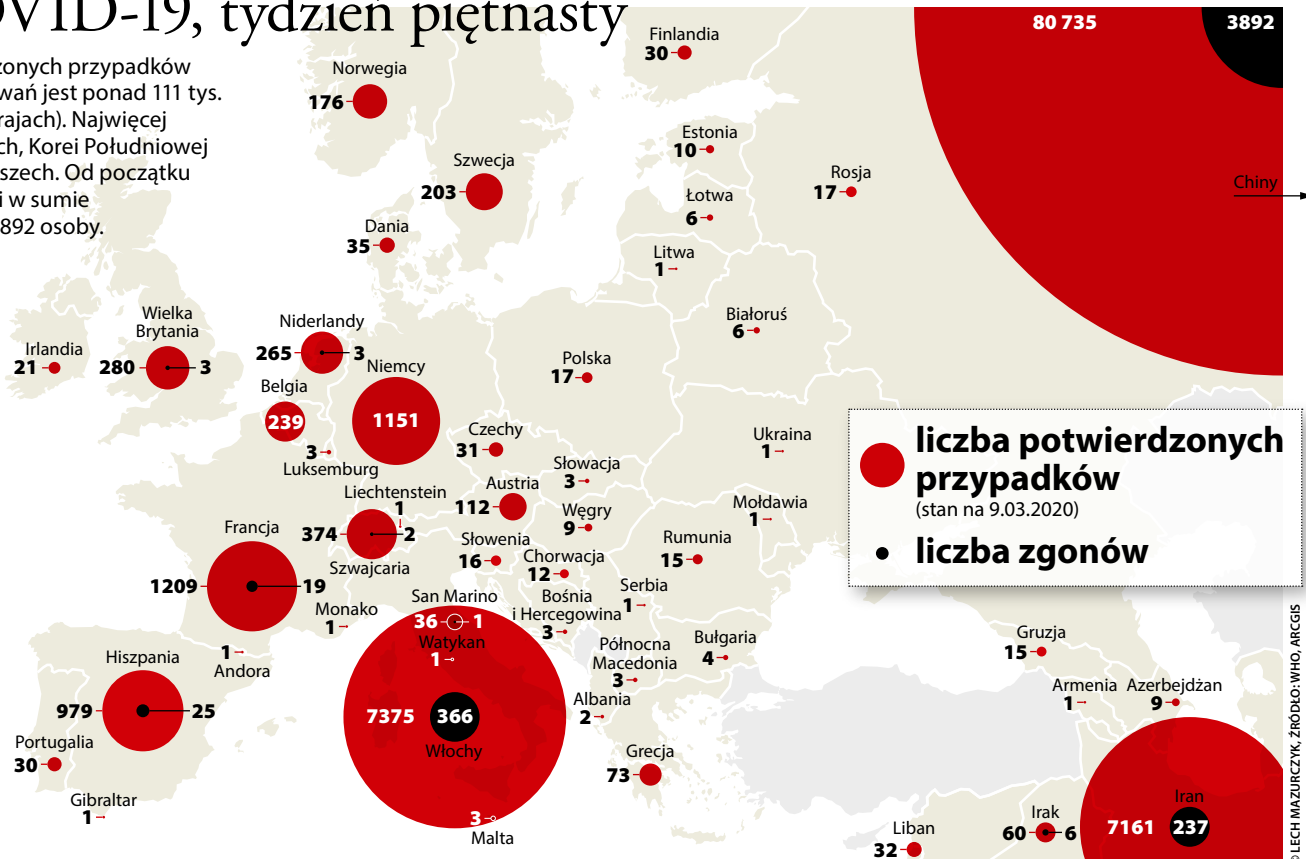 OVID-19, tydzień piętnasty
zonych przypadków
wań jest ponad 111 tys.
rajach). Najwięcej
ch, Korei Południowej
szech. Od początku
i w sumie
892 osoby.
80 735
3892
Chiny
Finlandia
30
Norwegia
176
Estonia
10
Szwecja
203
Rosja
17
Łotwa
6
Dania
35
Litwa
1
Wielka
Brytania
280
3
Irlandia
21
Niderlandy
265
3
Białoruś
6
Polska
17
Niemcy
1151
Belgia
239
3
Luksemburg
Czechy
31
Słowacja
3
Ukraina
1
liczba potwierdzonych
przypadków
(stan na 9.03.2020)
liczba zgonów
Liechtenstein
1
Austria
112
Węgry
9
Mołdawia
1
Francja
1209
19
374
2
Szwajcaria
Słowenia
16
Chorwacja
12
Rumunia
15
Serbia
1
Monako
1
San Marino
36
1
Bośnia
i Hercegowina
3
Watykan
1
Północna
Macedonia
3
Bułgaria
4
Gruzja
15
1
Andora
Hiszpania
979
25
7375
366
Włochy
Albania
2
Armenia
1
Azerbejdżan
9
Portugalia
30
Grecja
73
Gibraltar
1
3
Malta
Liban
32
Irak
60
6
Iran
7161
237
LECH MAZURCZYK, ŹRÓDŁO: WHO, ARCGIS